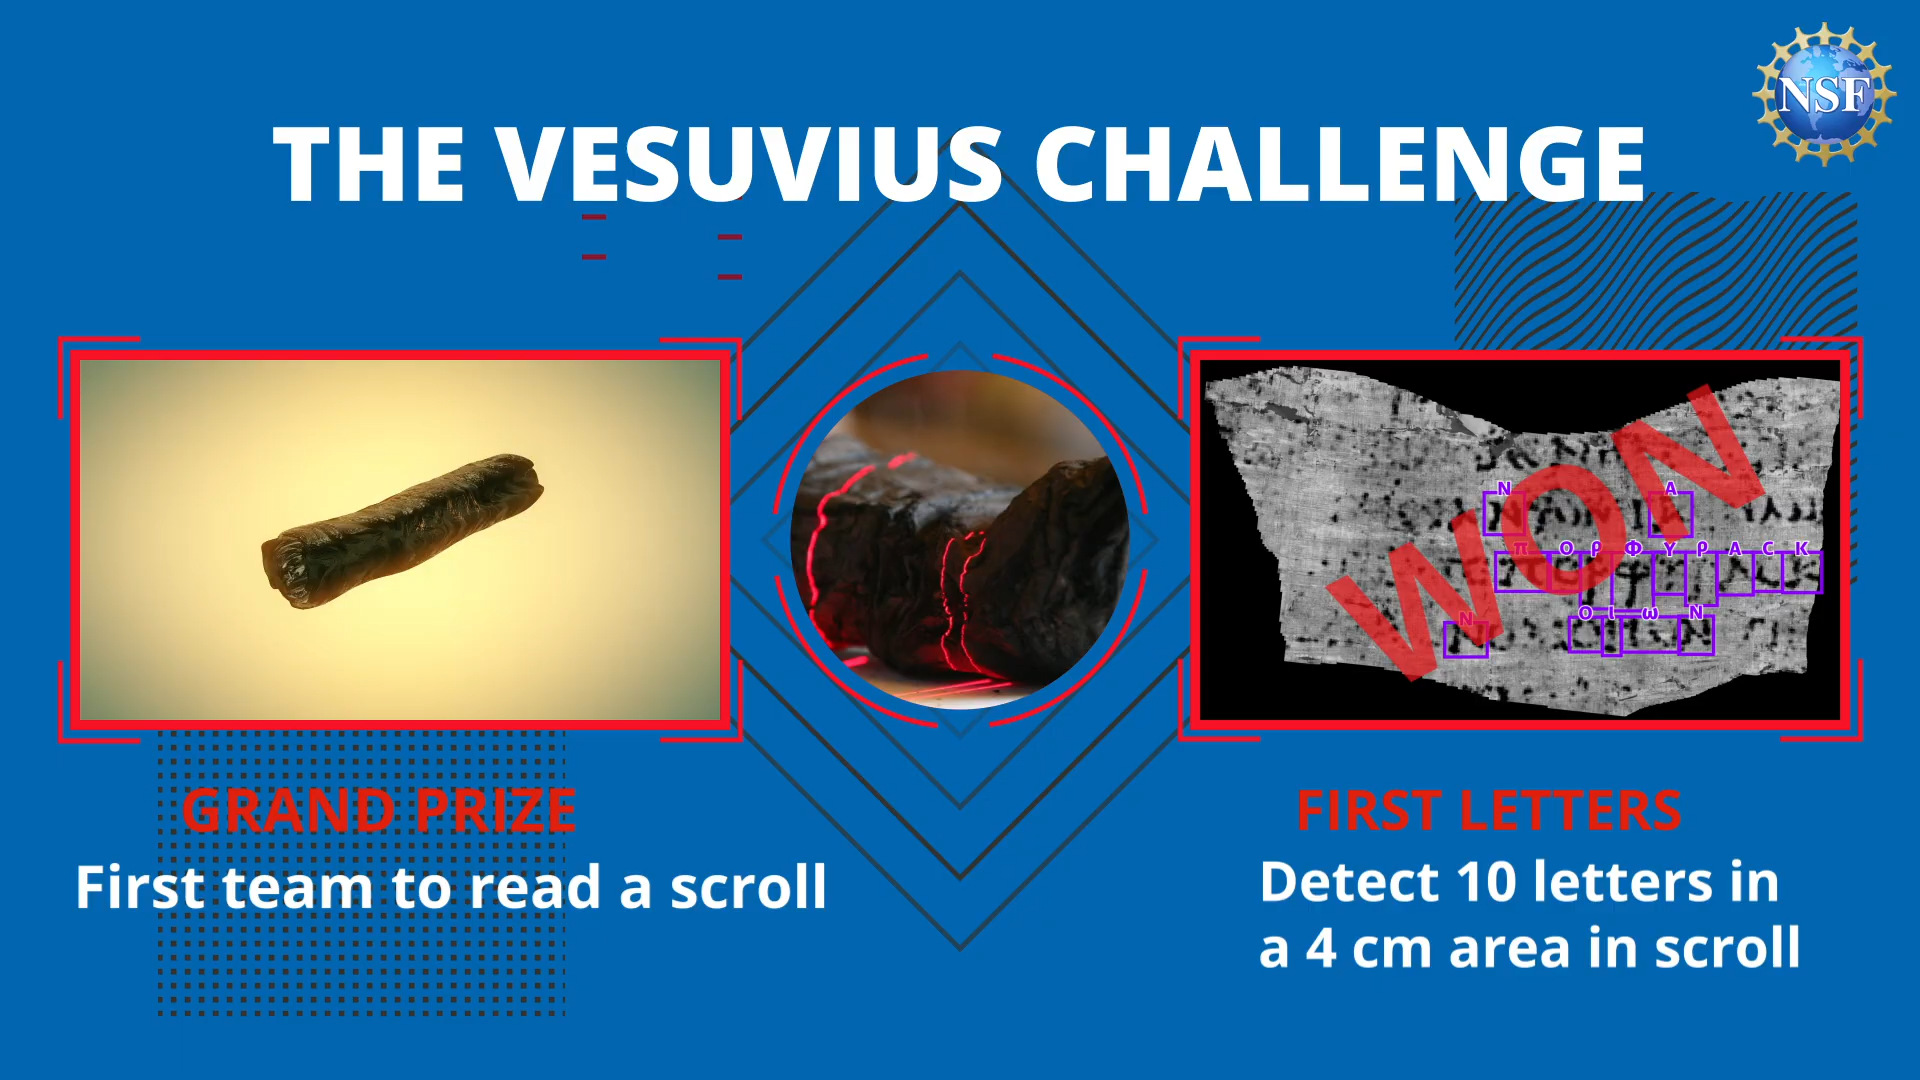 NSF
THE VESUVIUS CHALLENGE
WON
N A
π Ο ρ Φ Υ ρ Α С Κ
N Ο Ι ω Ν
GRAND PRIZE
First team to read a scroll
FIRST LETTERS
Detect 10 letters in
a 4 cm area in scroll